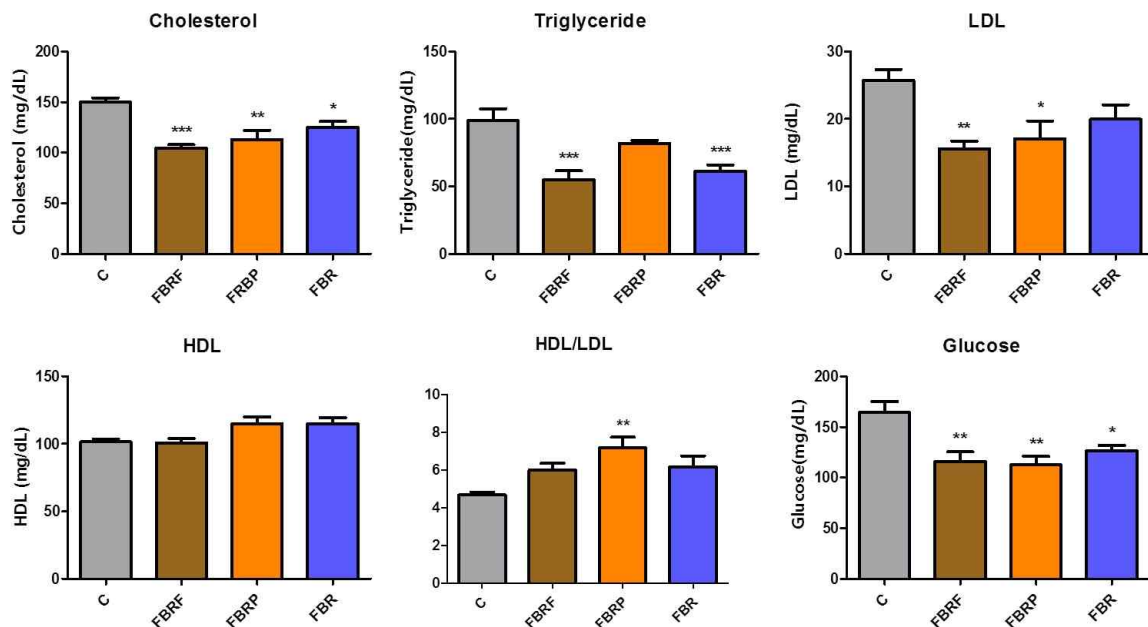 Cholesterol
Cholesterol (mg/dL)
200
150
100
50
0
***
**
*
C
FBRF
FRBP
FBR
Triglyceride
Triglyceride(mg/dL)
150
100
50
0
***
***
C
FBRF
FBRP
FBR
LDL
LDL (mg/dL)
30
20
10
0
**
*
C
FBRF
FBRP
FBR
HDL
HDL (mg/dL)
150
100
50
0
C
FBRF
FBRP
FBR
HDL/LDL
10
8
6
4
2
0
**
C
FBRF
FBRP
FBR
Glucose
Glucose(mg/dL)
200
150
100
50
0
**
**
*
C
FBRF
FBRP
FBR